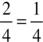 2/4 = 1/4